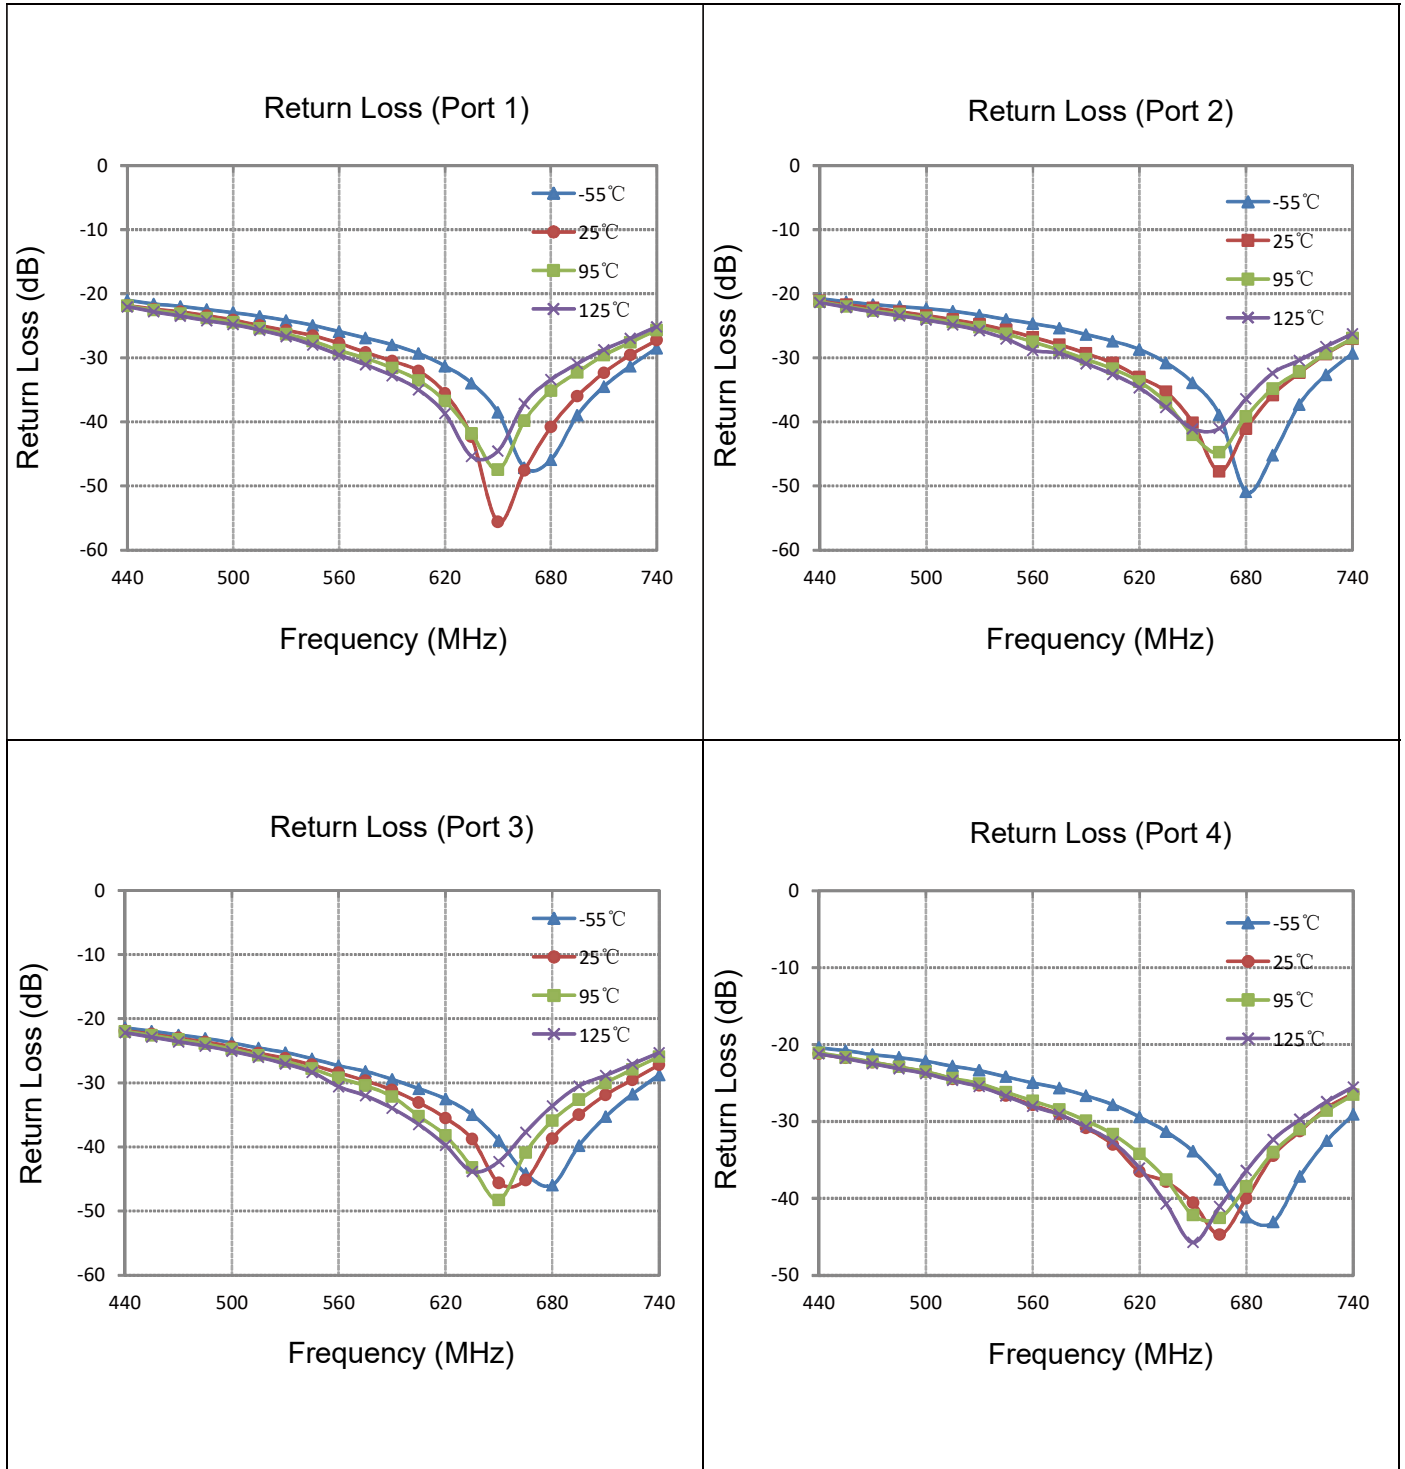 Return Loss (Port 1)
Return Loss (dB)
0
-10
-20
-30
-40
-50
-60
-55℃
25℃
95℃
125℃
440 500 560 620 680 740
Frequency (MHz)
Return Loss (Port 2)
Return Loss (dB)
0
-10
-20
-30
-40
-50
-60
-55℃
25℃
95℃
125℃
440 500 560 620 680 740
Frequency (MHz)
Return Loss (Port 3)
Return Loss (dB)
0
-10
-20
-30
-40
-50
-60
-55℃
25℃
95℃
125℃
440 500 560 620 680 740
Frequency (MHz)
Return Loss (Port 4)
Return Loss (dB)
0
-10
-20
-30
-40
-50
-55℃
25℃
95℃
125℃
440 500 560 620 680 740
Frequency (MHz)